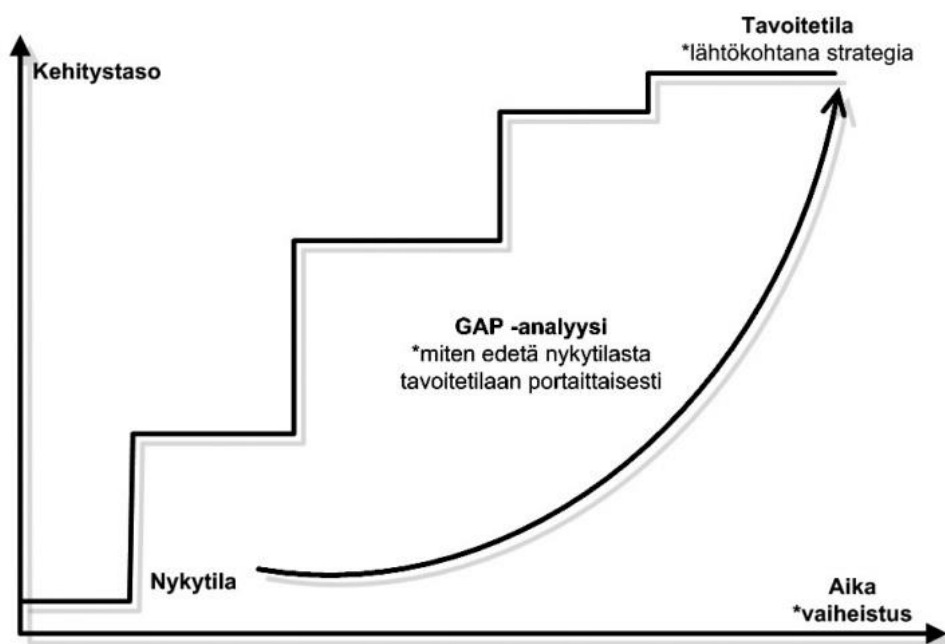 Tavoitetila
*lähtökohtana strategia
Kehitystaso
GAP -analyysi
*miten edetä nykytilasta
tavoitetilaan portaittaisesti
Nykytila
Aika
*vaiheistus